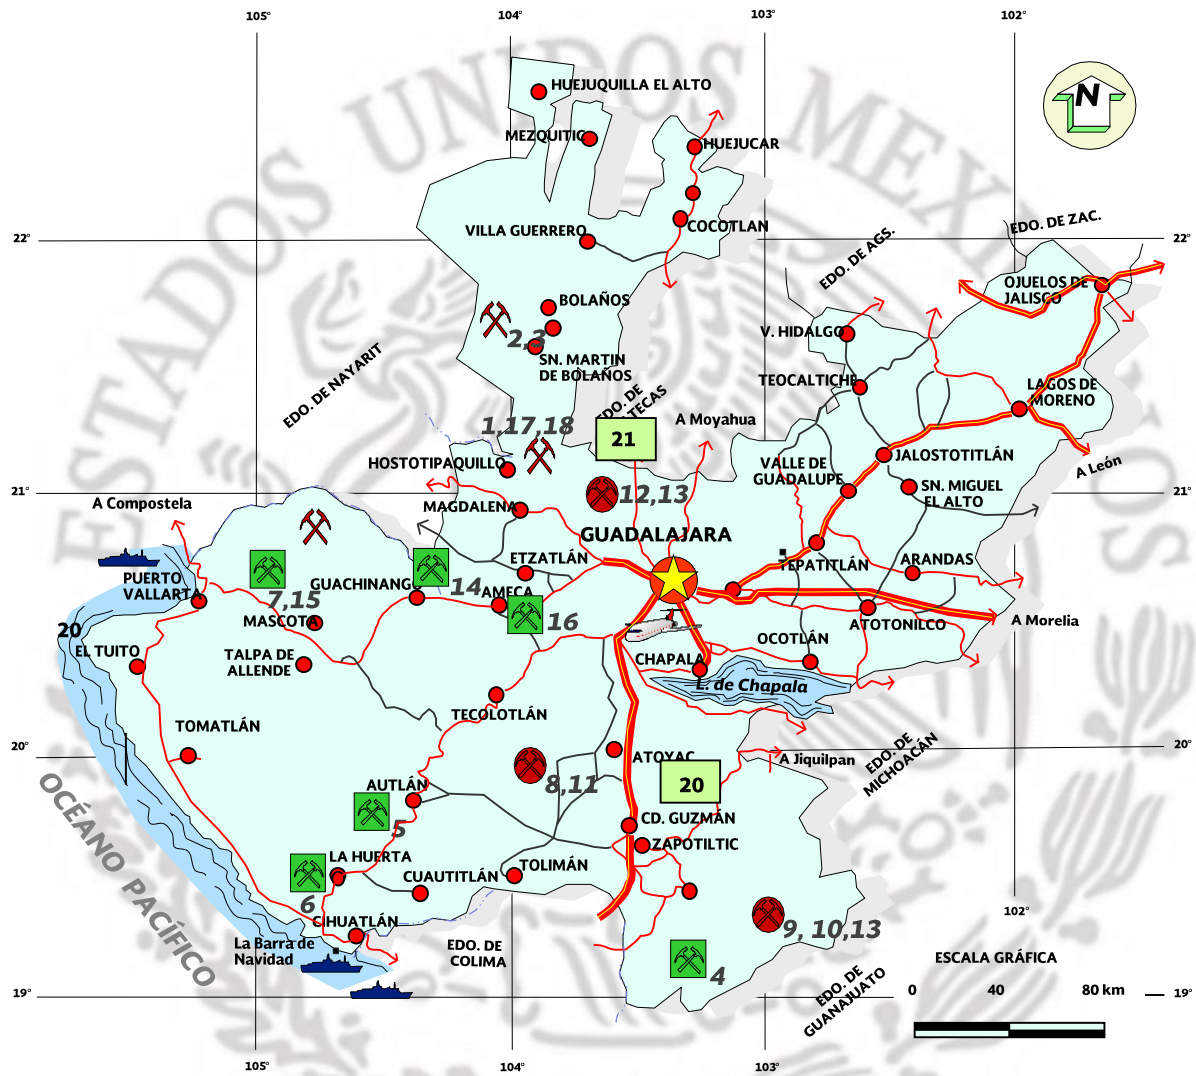 105°
104°
103°
102°
ESTADOS UNIDOS MEXI
N
HUEJUQUILLA EL ALTO
MEZQUITIC
HUEJUCAR
COCOTLAN
VILLA GUERRERO
EDO. DE ZAC.
EDO. DE AGS.
22°
22°
OJUELOS DE
JALISCO
BOLAÑOS
2,3
SN. MARTIN
DE BOLAÑOS
V. HIDALGO
EDO. DE NAYARIT
TEOCALTICHE
LAGOS DE
MORENO
EDO. DE
TECAS
1,17,18
21
A Moyahua
HOSTOTIPAQUILLO
VALLE DE
GUADALUPE
JALOSTOTITLÁN
A León
SN. MIGUEL
EL ALTO
21°
21°
A Compostela
MAGDALENA
12,13
GUADALAJARA
PUERTO
VALLARTA
ETZATLÁN
TEPATITLÁN
ARANDAS
GUACHINANGO
14
AMECA
7,15
MASCOTA
16
ATOTONILCO
A Morelia
20
EL TUITO
TALPA DE
ALLENDE
CHAPALA
OCOTLÁN
L. de Chapala
TECOLOTLÁN
TOMATLÁN
20°
20°
ATOYAC
A Jiquilpan
EDO. DE
MICHOACÁN
8,11
20
AUTLÁN
5
CD. GUZMÁN
ZAPOTILTIC
LA HUERTA
CUAUTITLÁN
TOLIMÁN
6
OCÉANO PACÍFICO
CIHUATLÁN
9, 10,13
102°
La Barra de
Navidad
EDO. DE
COLIMA
4
EDO. DE
GUANAJUATO
ESCALA GRÁFICA
0 40 80 km
19°
19°
105°
104°
103°